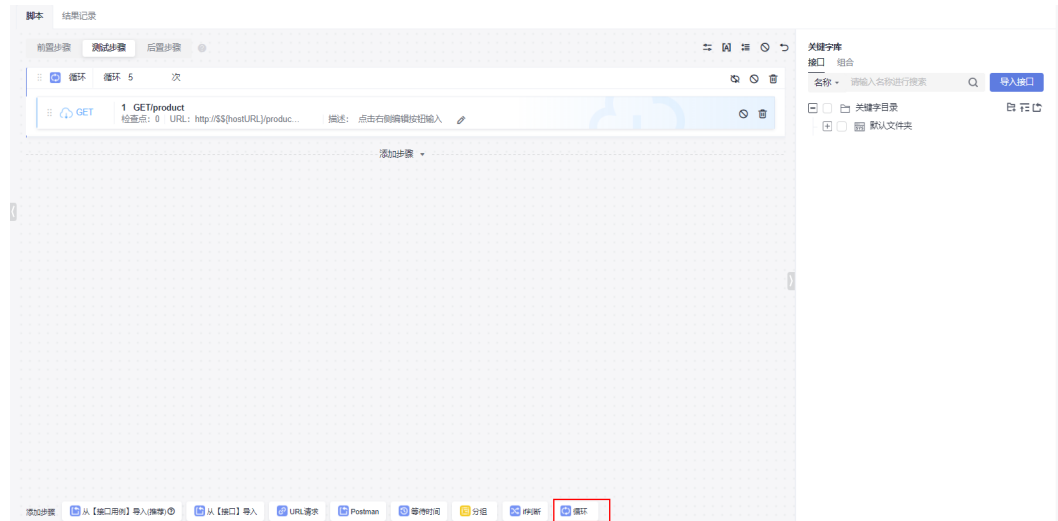 脚本 结果记录
前置步骤 测试步骤 后置步骤
循环 循环 5 次
GET 1 GET/product
检查点: 0 URL: http://$${hostURL}/produc... 描述: 点击右侧编辑按钮输入
添加步骤
关键字库
接口 组合
名称 请输入名称进行搜索 导入接口
关键字目录
默认文件夹
添加步骤 从【接口用例】导入(推荐) 从【接口】导入 URL请求 Postman 等待时间 分组 if判断 循环